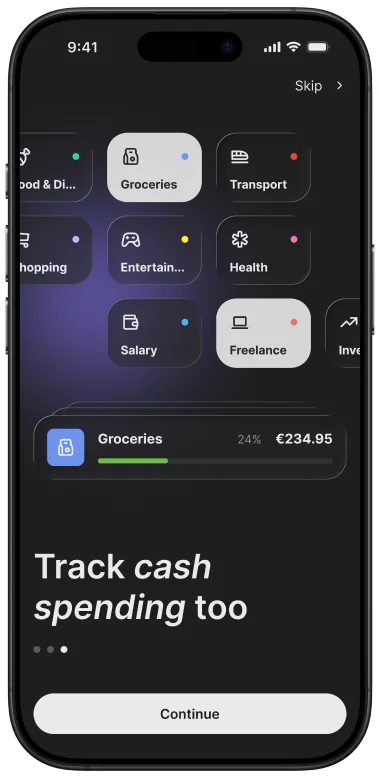 9:41
Skip
ood & Di...
Groceries
Transport
hopping
Entertain...
Health
Salary
Freelance
Inve
Groceries 24% €234.95
Track cash
spending too
Continue